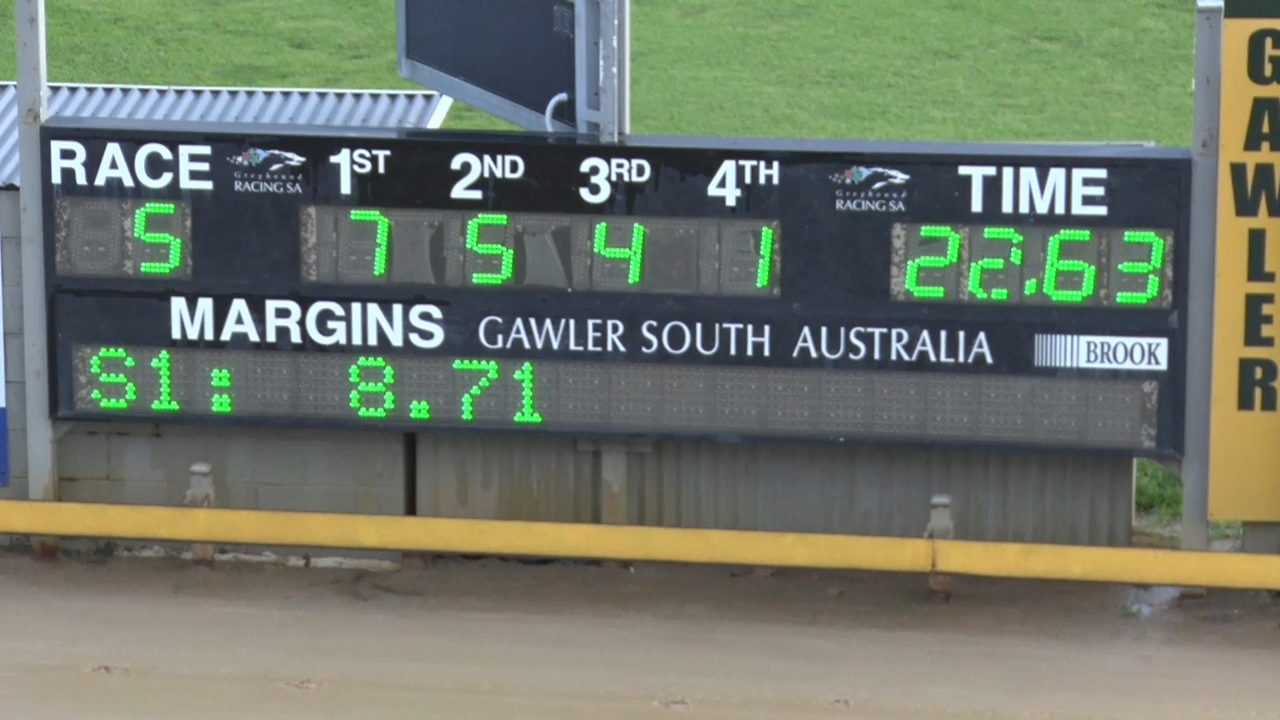 RACE Greyhound RACING SA 1ST 2ND 3RD 4TH Greyhound RACING SA TIME
5 7 5 4 1 22.63
MARGINS GAWLER SOUTH AUSTRALIA BROOK
S1: 8.71
GAWLER